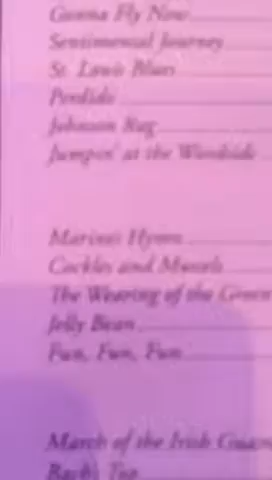 Gonna Fly Now
Sentimental Journey
St. Louis Blues
Perdido
Johnson Rag
Jumpin' at the Woodside
Marines Hymn
Cockles and Mussels
The Wearing of the Green
Jelly Bean
Fun, Fun, Fun
March of the Irish
Top